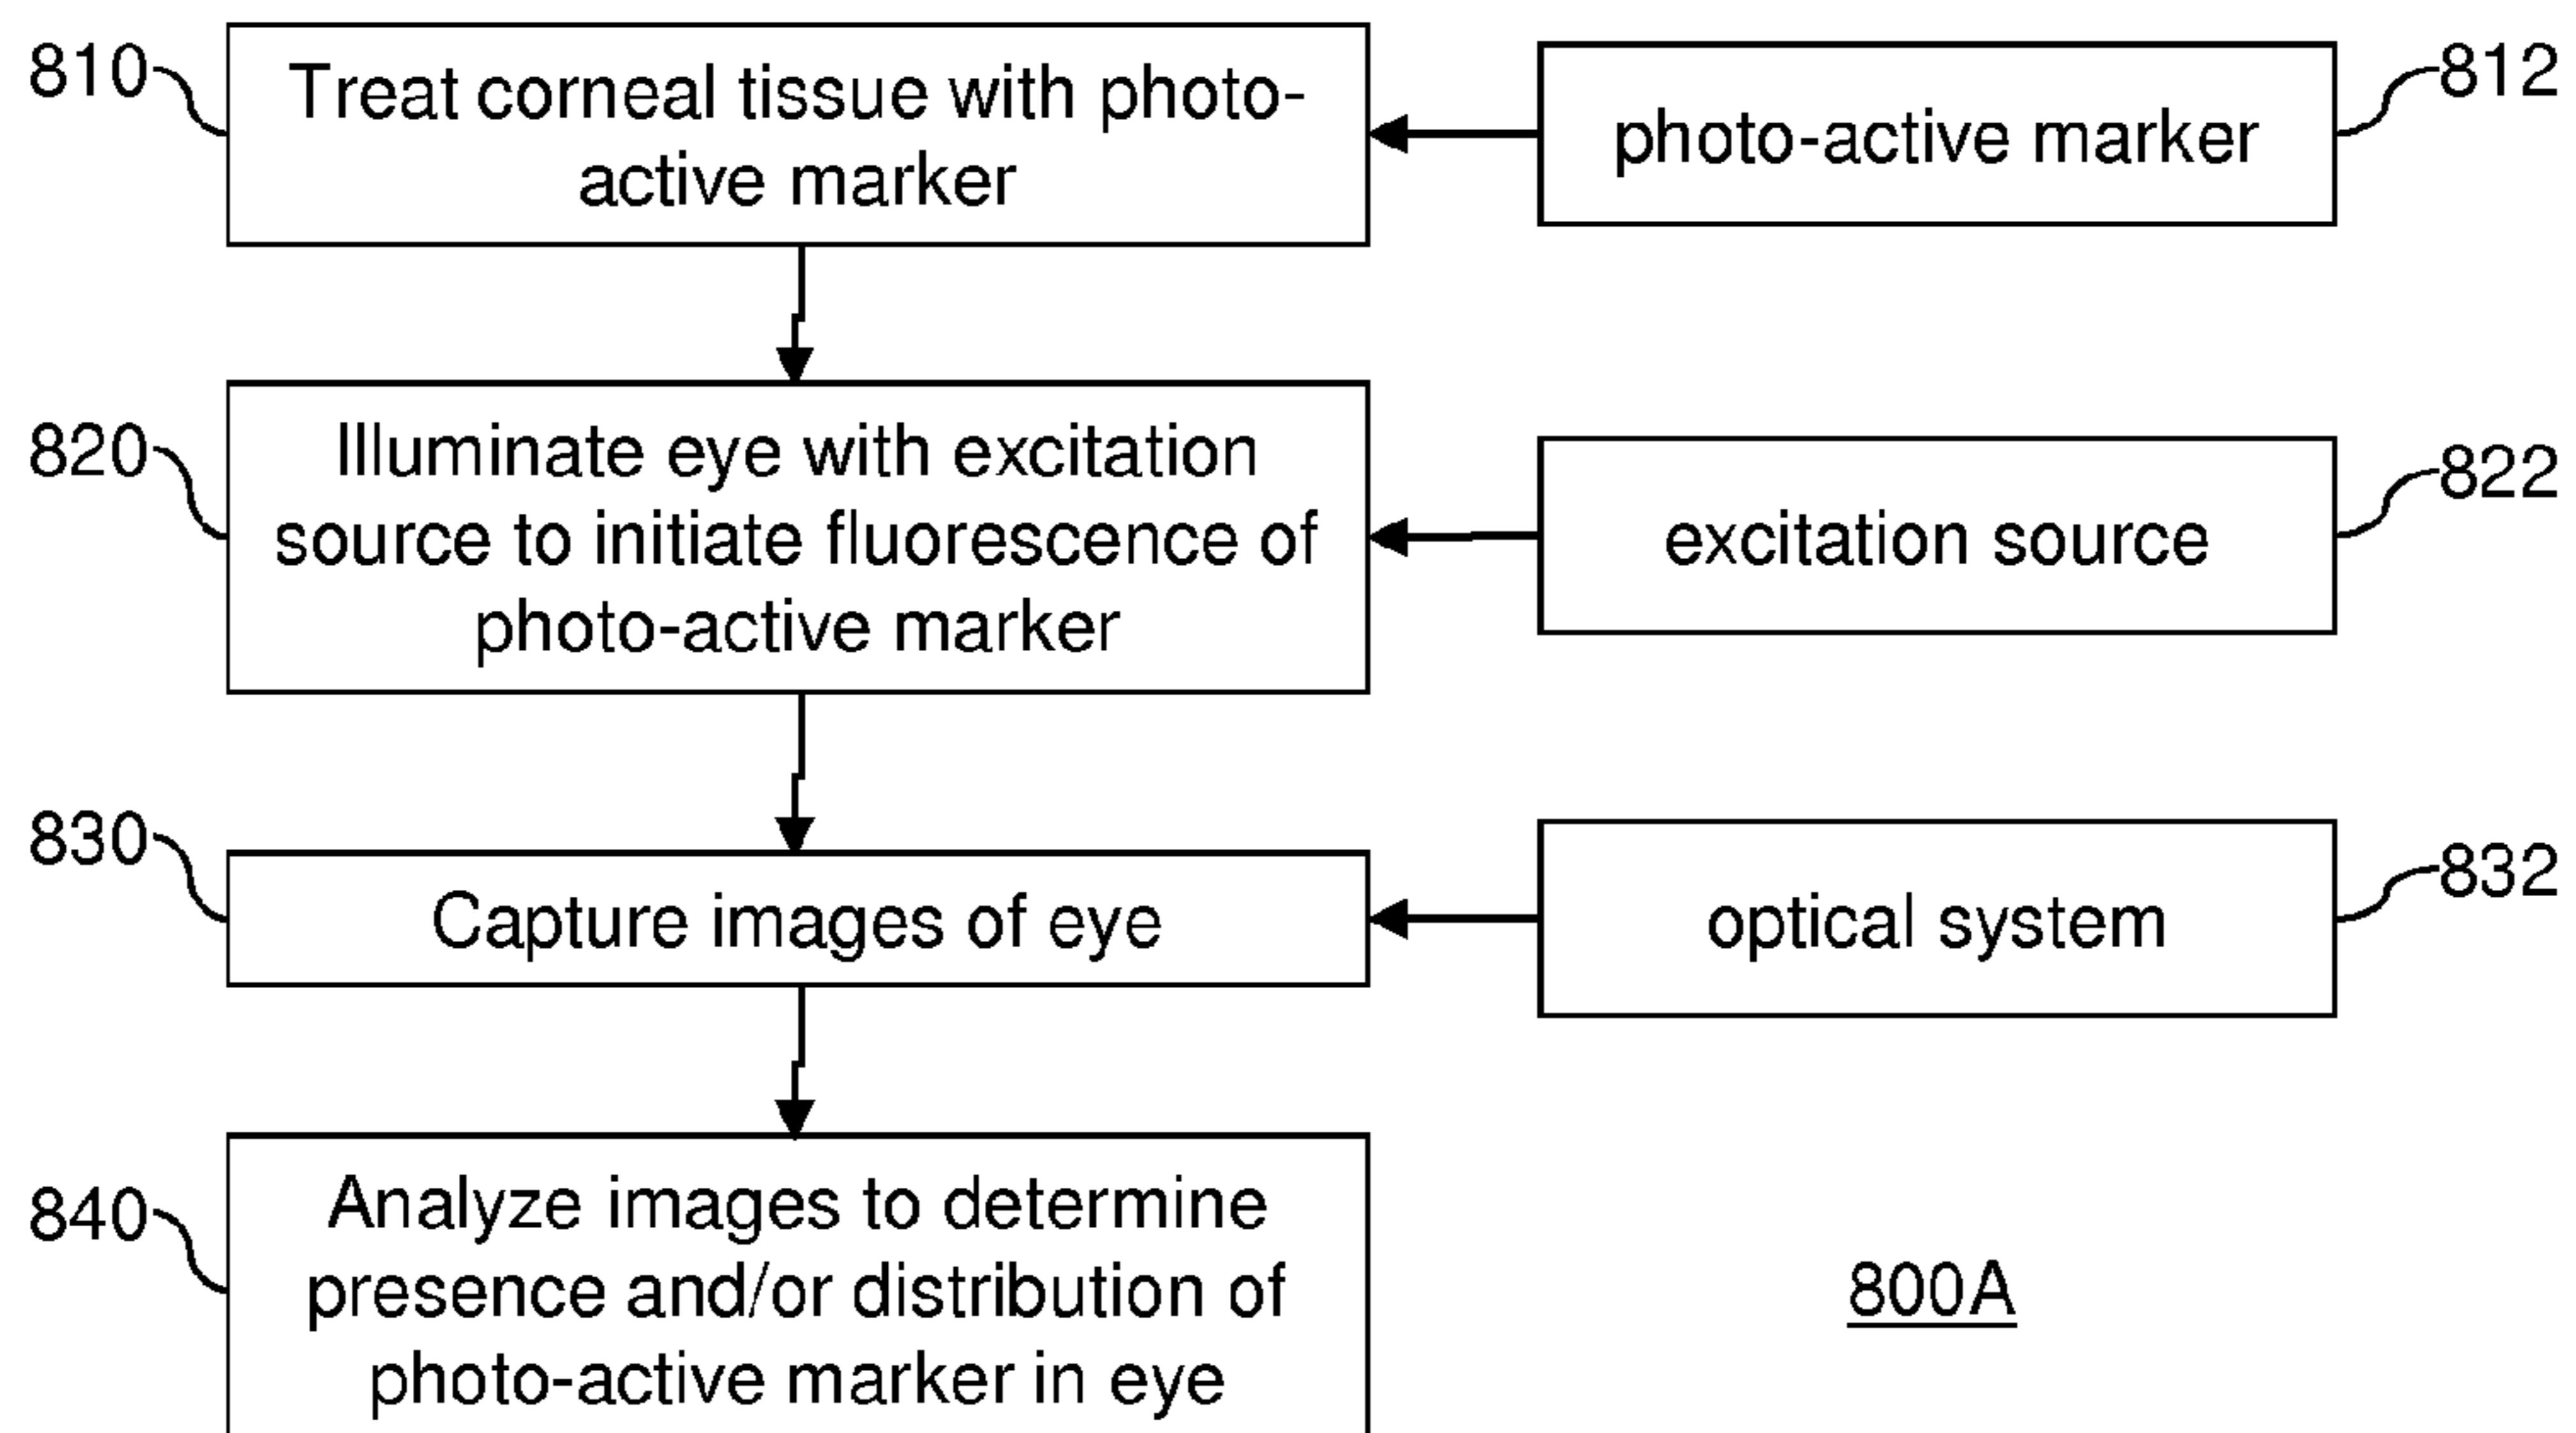 810
Treat corneal tissue with photo-
active marker
photo-active marker
812
820
Illuminate eye with excitation
source to initiate fluorescence of
photo-active marker
excitation source
822
830
Capture images of eye
optical system
832
840
Analyze images to determine
presence and/or distribution of
photo-active marker in eye
800A